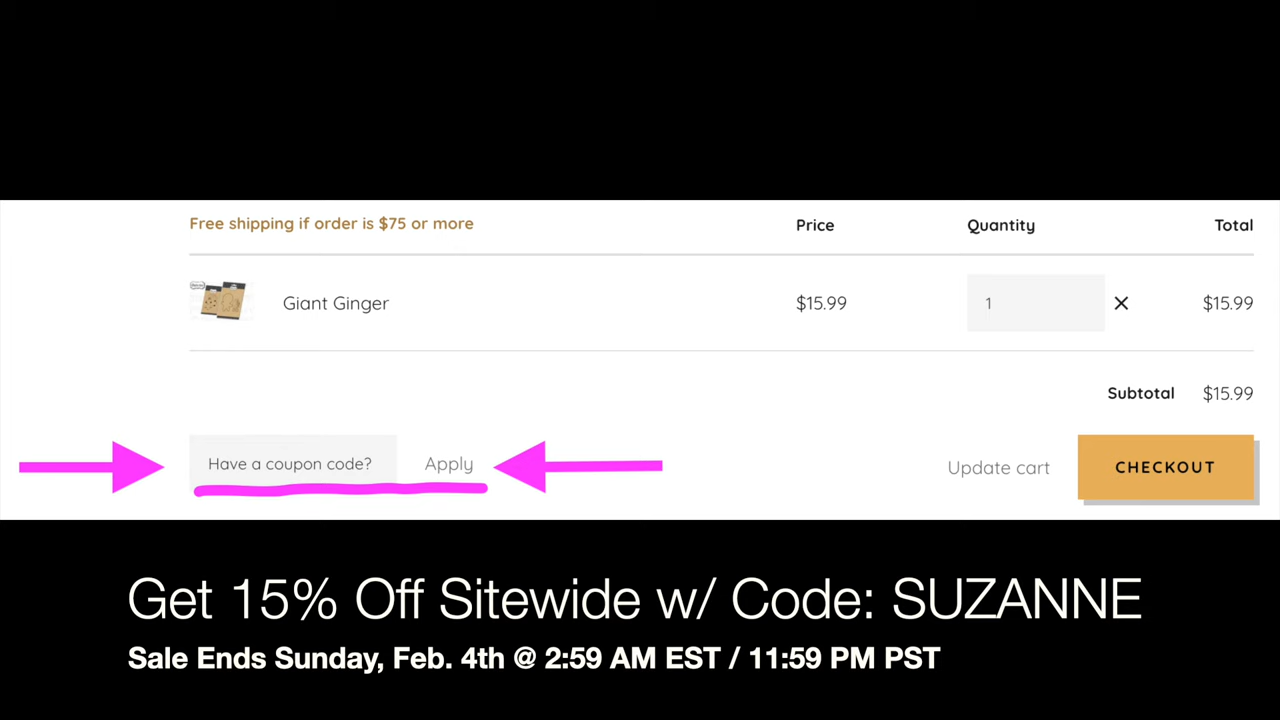 Free shipping if order is $75 or more Price Quantity Total
Giant Ginger $15.99 1 $15.99
Subtotal $15.99
Have a coupon code? Apply Update cart CHECKOUT
Get 15% Off Sitewide w/ Code: SUZANNE
Sale Ends Sunday, Feb. 4th @ 2:59 AM EST / 11:59 PM PST